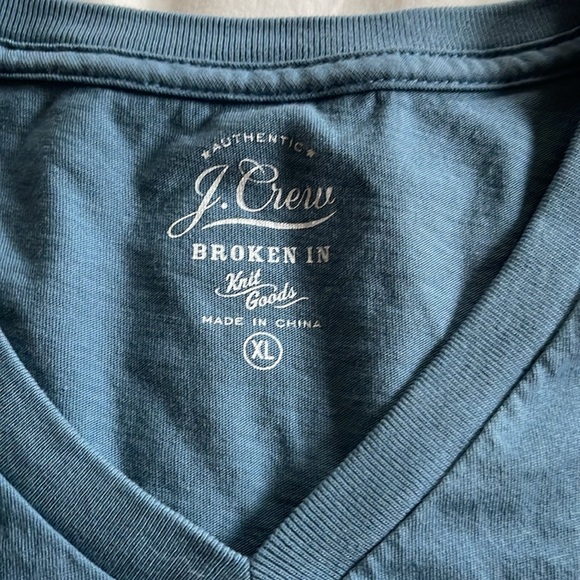 ★AUTHENTIC★
J. Crew
BROKEN IN
Knit
Goods
MADE IN CHINA
XL